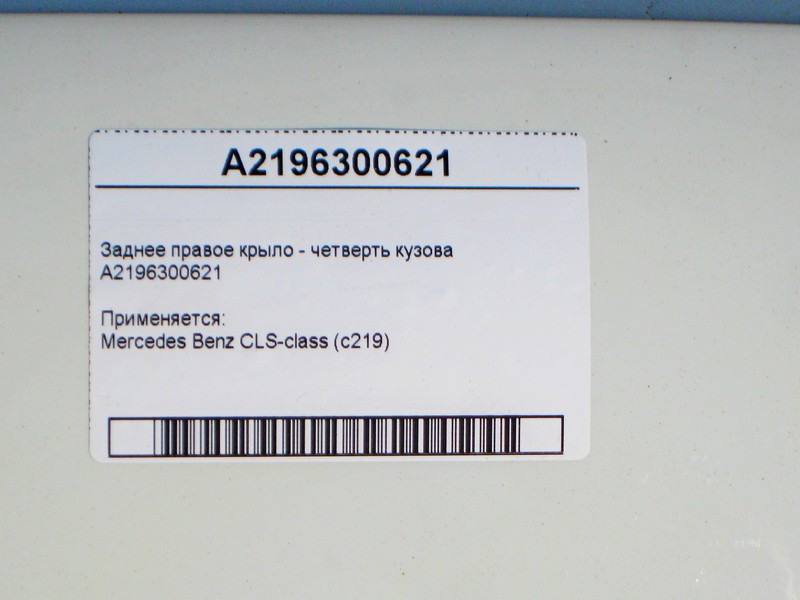 A2196300621
Заднее правое крыло - четверть кузова
A2196300621
Применяется:
Mercedes Benz CLS-class (c219)